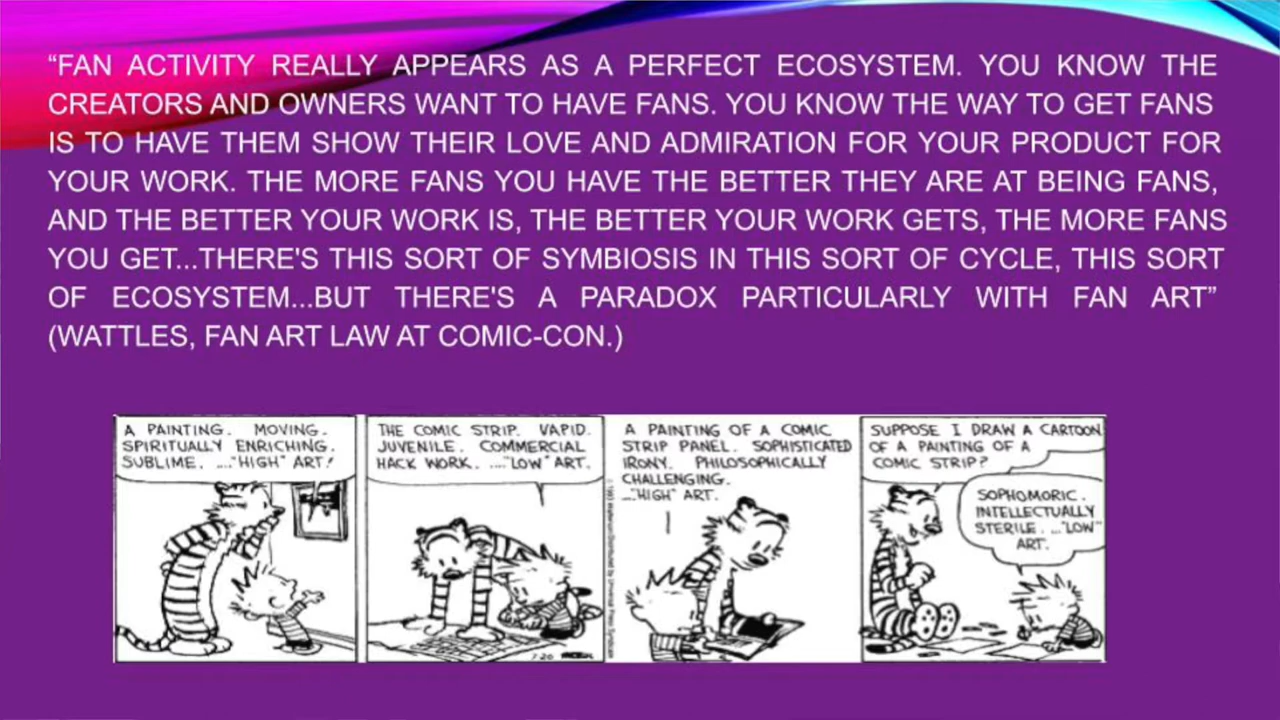 “FAN ACTIVITY REALLY APPEARS AS A PERFECT ECOSYSTEM. YOU KNOW THE
CREATORS AND OWNERS WANT TO HAVE FANS. YOU KNOW THE WAY TO GET FANS
IS TO HAVE THEM SHOW THEIR LOVE AND ADMIRATION FOR YOUR PRODUCT FOR
YOUR WORK. THE MORE FANS YOU HAVE THE BETTER THEY ARE AT BEING FANS,
AND THE BETTER YOUR WORK IS, THE BETTER YOUR WORK GETS, THE MORE FANS
YOU GET...THERE'S THIS SORT OF SYMBIOSIS IN THIS SORT OF CYCLE, THIS SORT
OF ECOSYSTEM...BUT THERE'S A PARADOX PARTICULARLY WITH FAN ART”
(WATTLES, FAN ART LAW AT COMIC-CON.)
A PAINTING. MOVING.
SPIRITUALLY ENRICHING.
SUBLIME. ...."HIGH" ART!
THE COMIC STRIP. VAPID.
JUVENILE. COMMERCIAL
HACK WORK. ...."LOW" ART.
7-20
A PAINTING OF A COMIC
STRIP PANEL. SOPHISTICATED
IRONY. PHILOSOPHICALLY
CHALLENGING.
..."HIGH" ART.
SUPPOSE I DRAW A CARTOON
OF A PAINTING OF A
COMIC STRIP?
SOPHOMORIC.
INTELLECTUALLY
STERILE. ..."LOW"
ART.